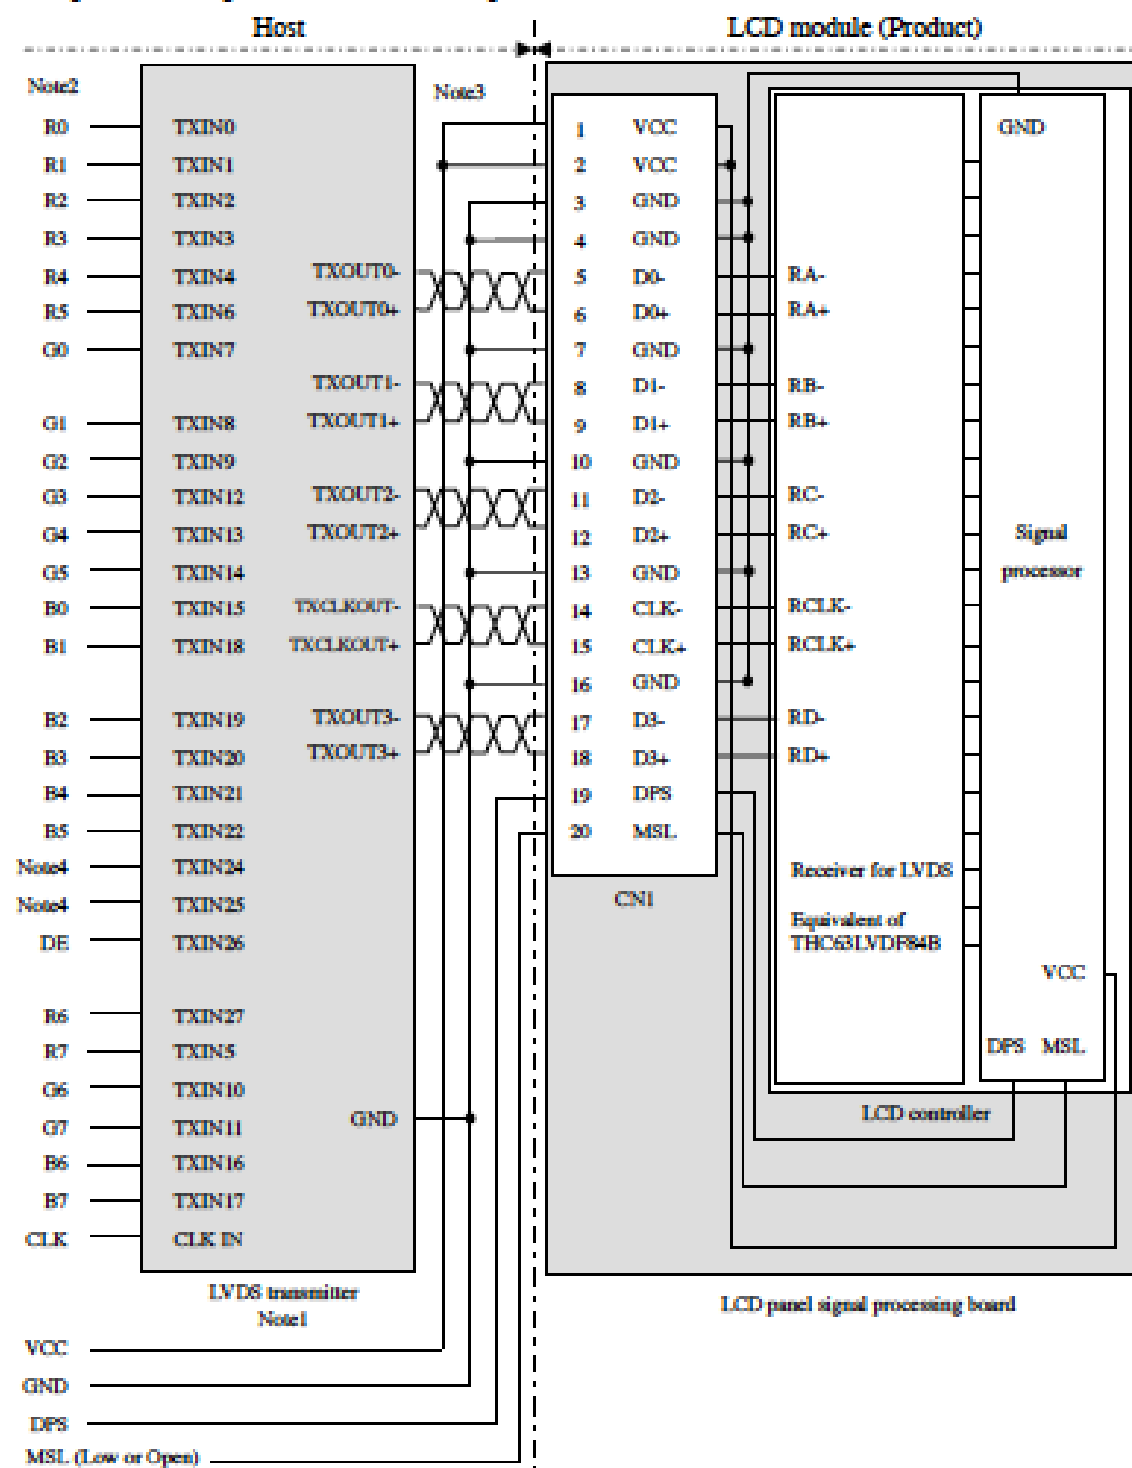 Host LCD module (Product)
Note2 Note3
R0 TXIN0 1 VCC GND
R1 TXIN1 2 VCC
R2 TXIN2 3 GND
R3 TXIN3 4 GND
R4 TXIN4 TXOUT0- 5 D0- RA-
R5 TXIN6 TXOUT0+ 6 D0+ RA+
G0 TXIN7 7 GND
TXOUT1- 8 D1- RB-
G1 TXIN8 TXOUT1+ 9 D1+ RB+
G2 TXIN9 10 GND
G3 TXIN12 TXOUT2- 11 D2- RC-
G4 TXIN13 TXOUT2+ 12 D2+ RC+ Signal
G5 TXIN14 13 GND processor
B0 TXIN15 TXCLKOUT- 14 CLK- RCLK-
B1 TXIN18 TXCLKOUT+ 15 CLK+ RCLK+
16 GND
B2 TXIN19 TXOUT3- 17 D3- RD-
B3 TXIN20 TXOUT3+ 18 D3+ RD+
B4 TXIN21 19 DPS
B5 TXIN22 20 MSL
Note4 TXIN24 Receiver for LVDS
Note4 TXIN25 CN1 Equivalent of
DE TXIN26 THC63LVDF84B
VCC
R6 TXIN27
R7 TXIN5 DPS MSL
G6 TXIN10
G7 TXIN11 GND LCD controller
B6 TXIN16
B7 TXIN17
CLK CLK IN
LVDS transmitter LCD panel signal processing board
Note1
VCC
GND
DPS
MSL (Low or Open)